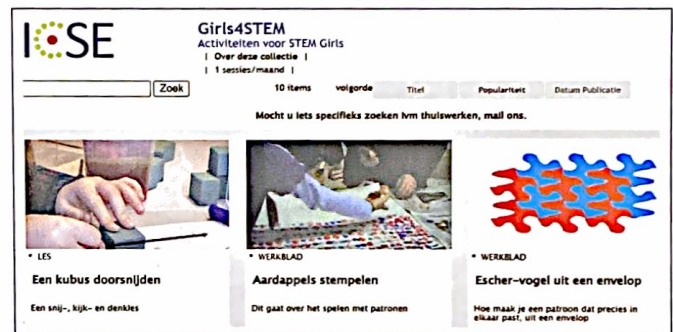 ICSE
Girls4STEM
Activiteiten voor STEM Girls
| Over deze collectie |
| 1 sessies/maand |
Zoek
10 items volgorde Titel Populariteit Datum Publicatie
Mocht u iets specifieks zoeken ivm thuiswerken, mail ons.
• LES
Een kubus doorsnijden
Een snij-, kijk- en denkles
• WERKBLAD
Aardappels stempelen
Dit gaat over het spelen met patronen
• WERKBLAD
Escher-vogel uit een envelop
Hoe maak je een patroon dat precies in
elkaar past, uit een envelop